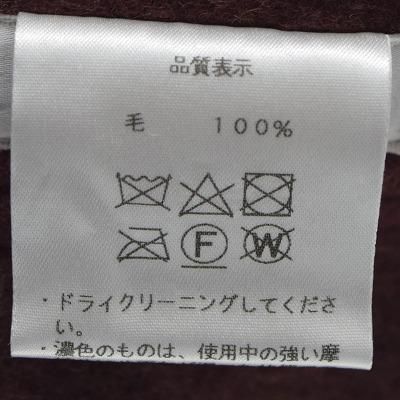 品質表示
毛 100%
F W
・ドライクリーニングしてくださ
い。
・濃色のものは、使用中の強い摩